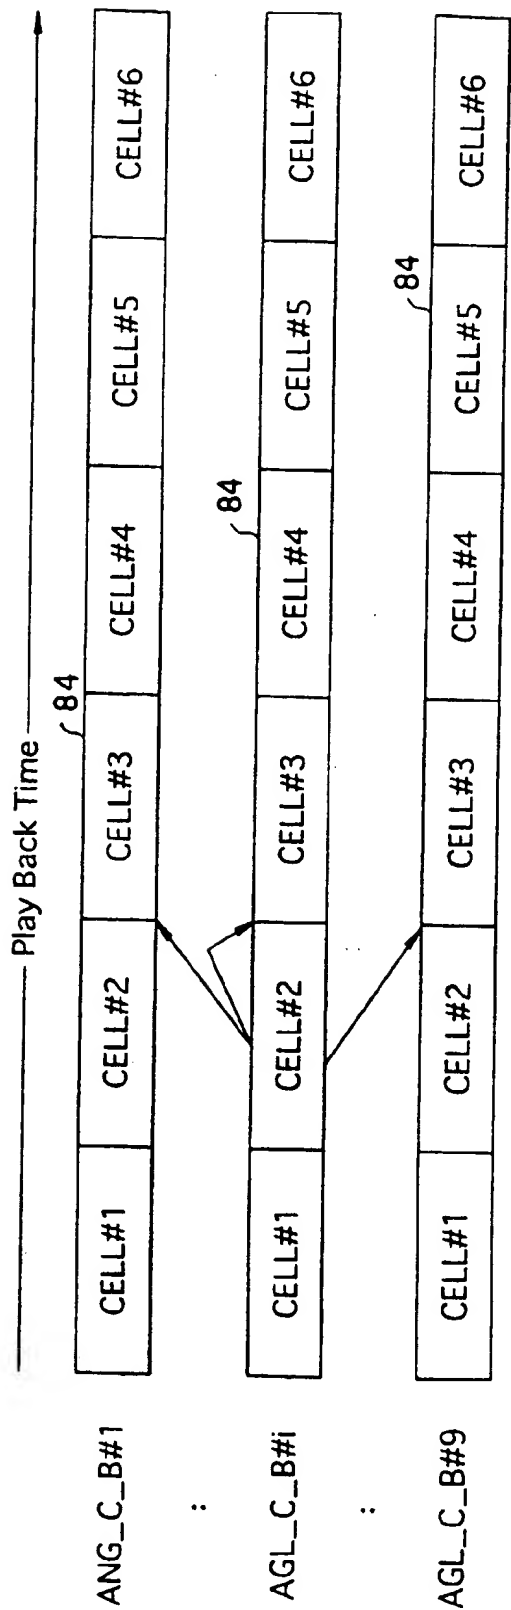 Play Back Time
ANG_C_B#1
CELL#1
CELL#2
CELL#3
CELL#4
CELL#5
CELL#6
84
:
AGL_C_B#i
CELL#1
CELL#2
CELL#3
CELL#4
CELL#5
CELL#6
84
:
AGL_C_B#9
CELL#1
CELL#2
CELL#3
CELL#4
CELL#5
CELL#6
84